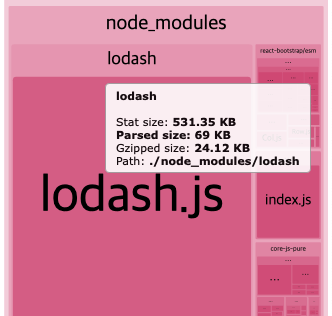 node_modules
lodash
react-bootstrap/esm
...
lodash
Stat size: 531.35 KB
Parsed size: 69 KB
Gzipped size: 24.12 KB
Path: ./node_modules/lodash
lodash.js
index.js
core-js-pure
...
...
...